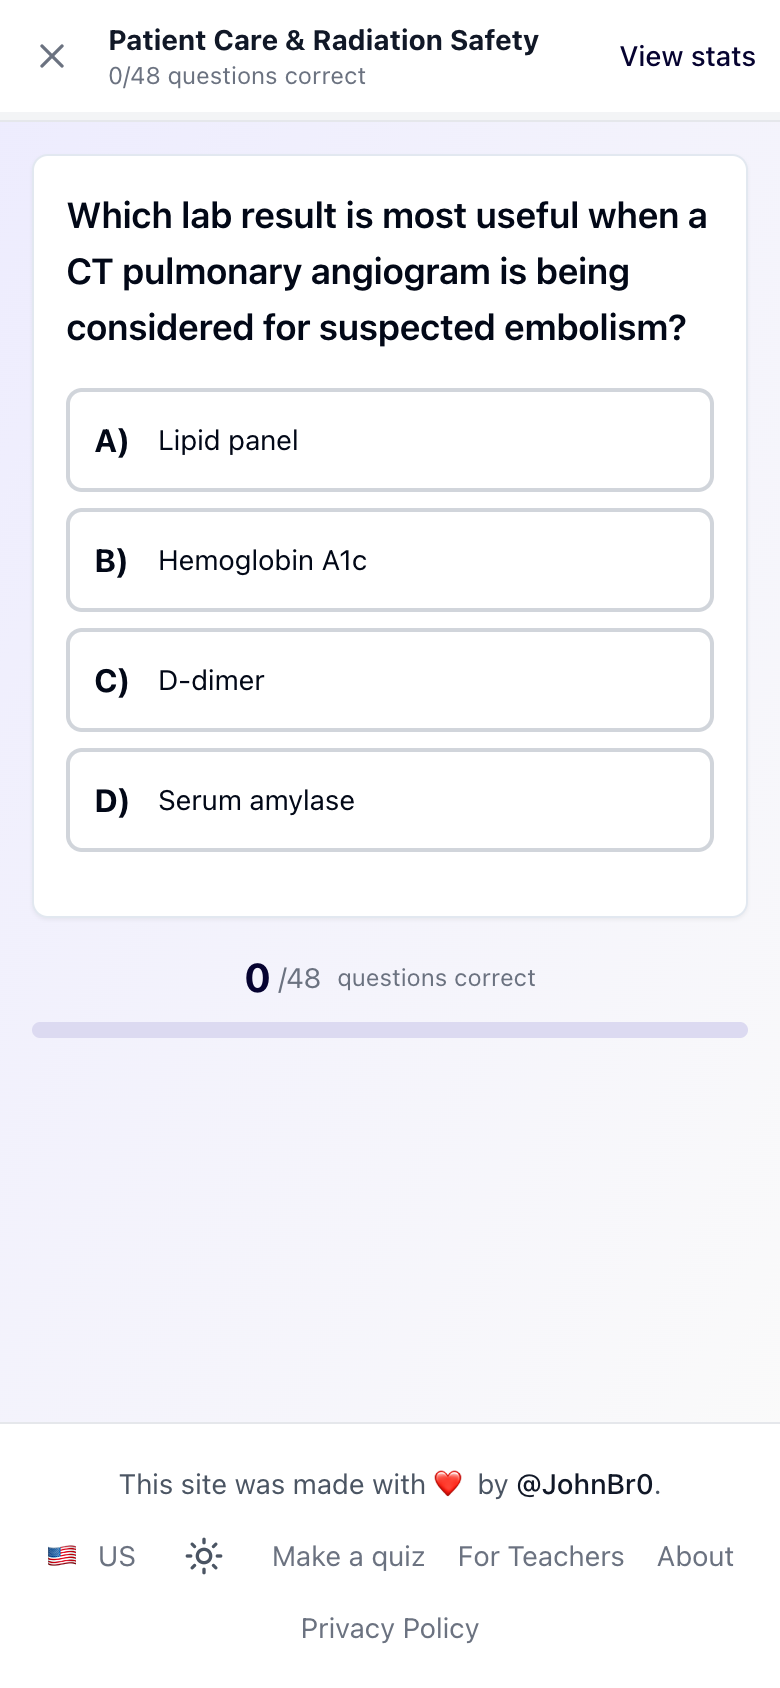 Patient Care & Radiation Safety
0/48 questions correct
View stats
Which lab result is most useful when a
CT pulmonary angiogram is being
considered for suspected embolism?
A) Lipid panel
B) Hemoglobin A1c
C) D-dimer
D) Serum amylase
0 /48 questions correct
This site was made with ❤️ by @JohnBr0.
🇺🇸 US Make a quiz For Teachers About
Privacy Policy